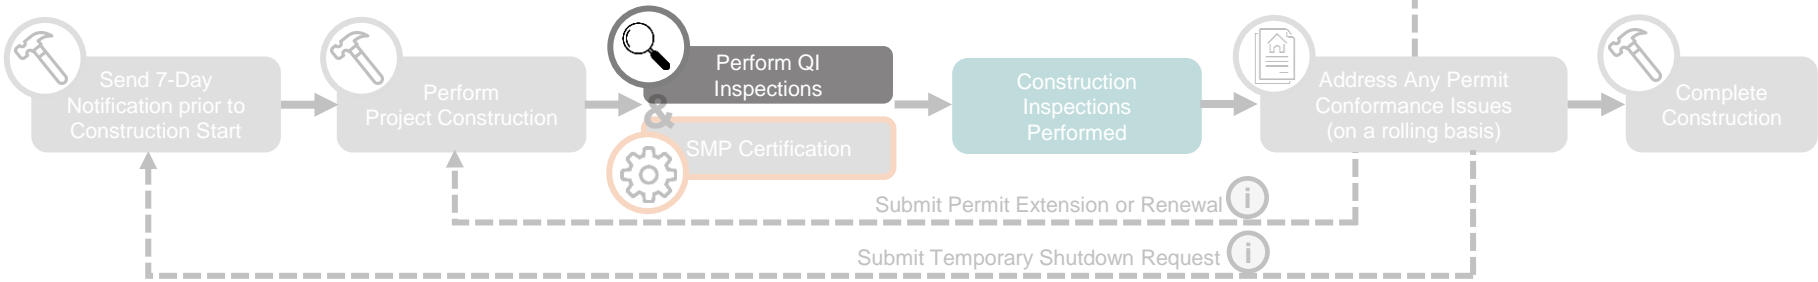 Send 7-Day
Notification prior to
Construction Start
Perform
Project Construction
Perform QI
Inspections
&
SMP Certification
Construction
Inspections
Performed
Address Any Permit
Conformance Issues
(on a rolling basis)
Complete
Construction
Submit Permit Extension or Renewal
i
Submit Temporary Shutdown Request
i